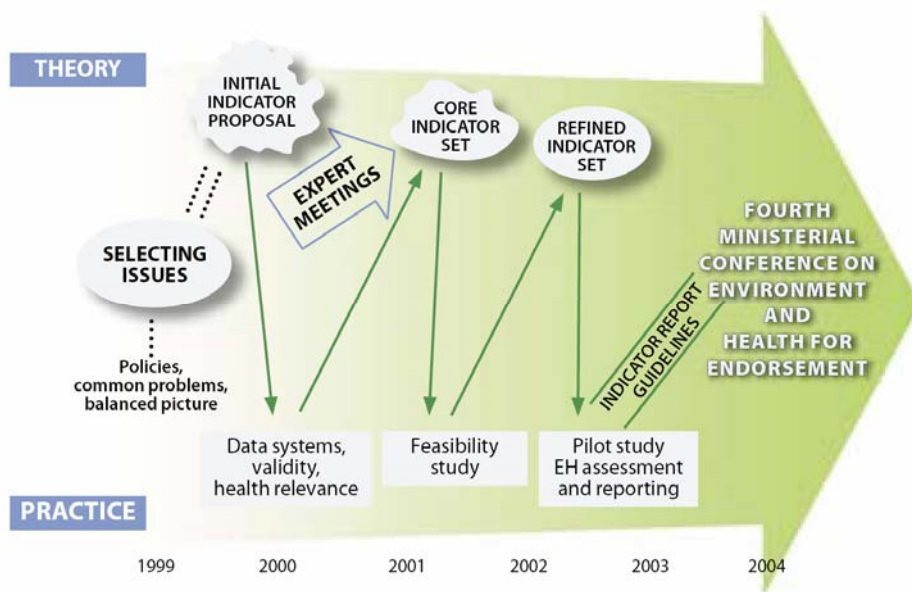 THEORY
INITIAL
INDICATOR
PROPOSAL
CORE
INDICATOR
SET
REFINED
INDICATOR
SET
EXPERT
MEETINGS
SELECTING
ISSUES
Policies,
common problems,
balanced picture
FOURTH
MINISTERIAL
CONFERENCE ON
ENVIRONMENT
AND
HEALTH FOR
ENDORSEMENT
INDICATOR REPORT
GUIDELINES
Data systems,
validity,
health relevance
Feasibility
study
Pilot study
EH assessment
and reporting
PRACTICE
1999 2000 2001 2002 2003 2004